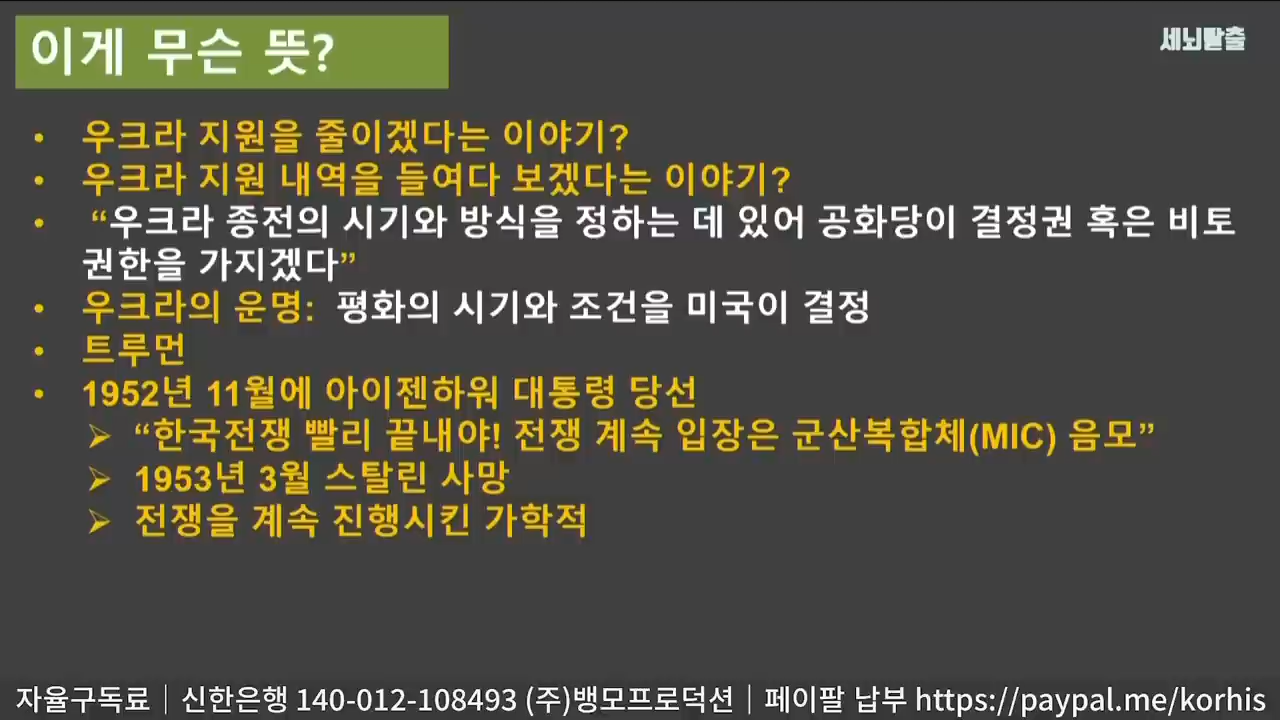 이게 무슨 뜻?
세뇌탈출
• 우크라 지원을 줄이겠다는 이야기?
• 우크라 지원 내역을 들여다 보겠다는 이야기?
• “우크라 종전의 시기와 방식을 정하는 데 있어 공화당이 결정권 혹은 비토
권한을 가지겠다”
• 우크라의 운명: 평화의 시기와 조건을 미국이 결정
• 트루먼
• 1952년 11월에 아이젠하워 대통령 당선
➢ “한국전쟁 빨리 끝내야! 전쟁 계속 입장은 군산복합체(MIC) 음모”
➢ 1953년 3월 스탈린 사망
➢ 전쟁을 계속 진행시킨 가학적
자율구독료│신한은행 140-012-108493 (주)뱅모프로덕션│페이팔 납부 https://paypal.me/korhis